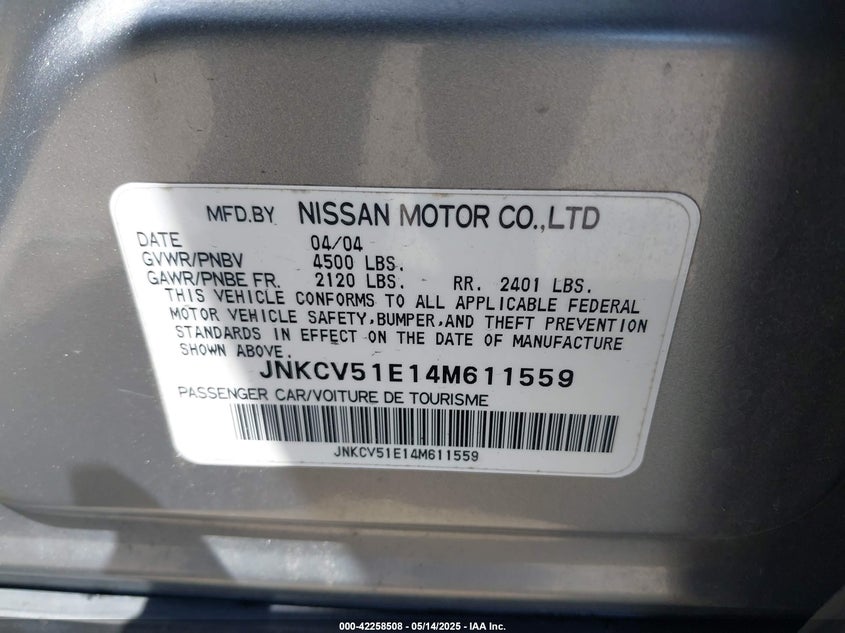 MFD.BY NISSAN MOTOR CO.,LTD
DATE 04/04
GVWR/PNBV 4500 LBS.
GAWR/PNBE FR. 2120 LBS. RR. 2401 LBS.
THIS VEHICLE CONFORMS TO ALL APPLICABLE FEDERAL
MOTOR VEHICLE SAFETY,BUMPER,AND THEFT PREVENTION
STANDARDS IN EFFECT ON THE DATE OF MANUFACTURE
SHOWN ABOVE.
JNKCV51E14M611559
PASSENGER CAR/VOITURE DE TOURISME
JNKCV51E14M611559
000-42258508 - 05/14/2025 - IAA Inc.